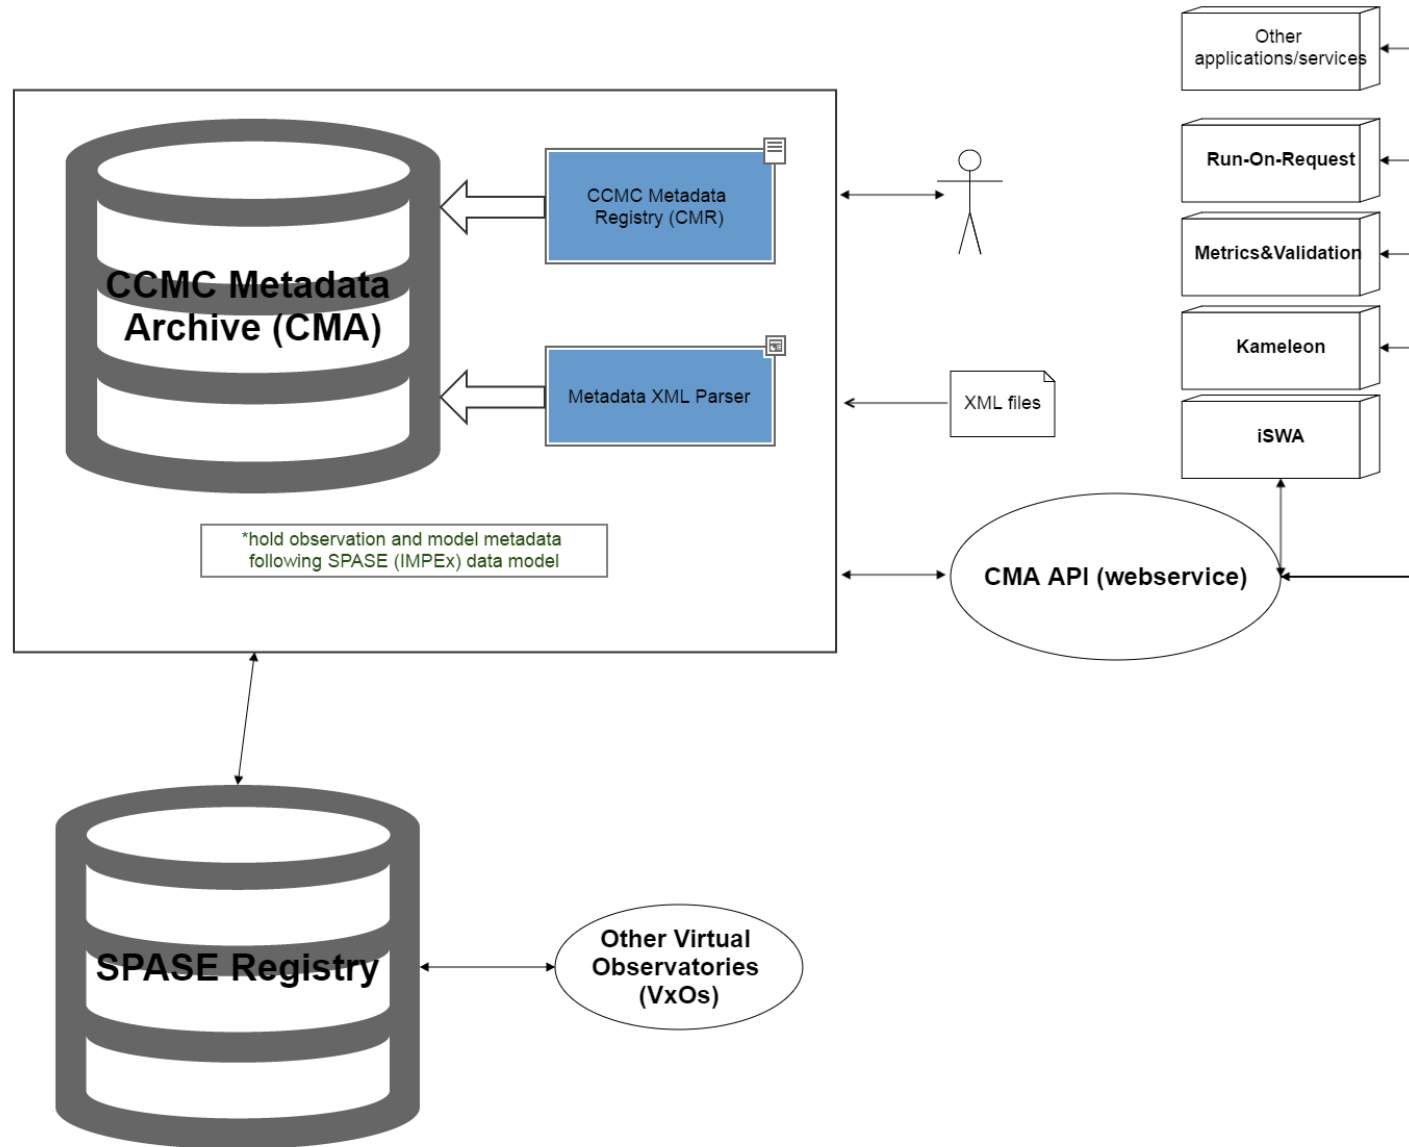 Other
applications/services
Run-On-Request
Metrics&Validation
Kameleon
iSWA
CCMC Metadata
Registry (CMR)
CCMC Metadata
Archive (CMA)
Metadata XML Parser
XML files
*hold observation and model metadata
following SPASE (IMPEx) data model
CMA API (webservice)
SPASE Registry
Other Virtual
Observatories
(VxOs)